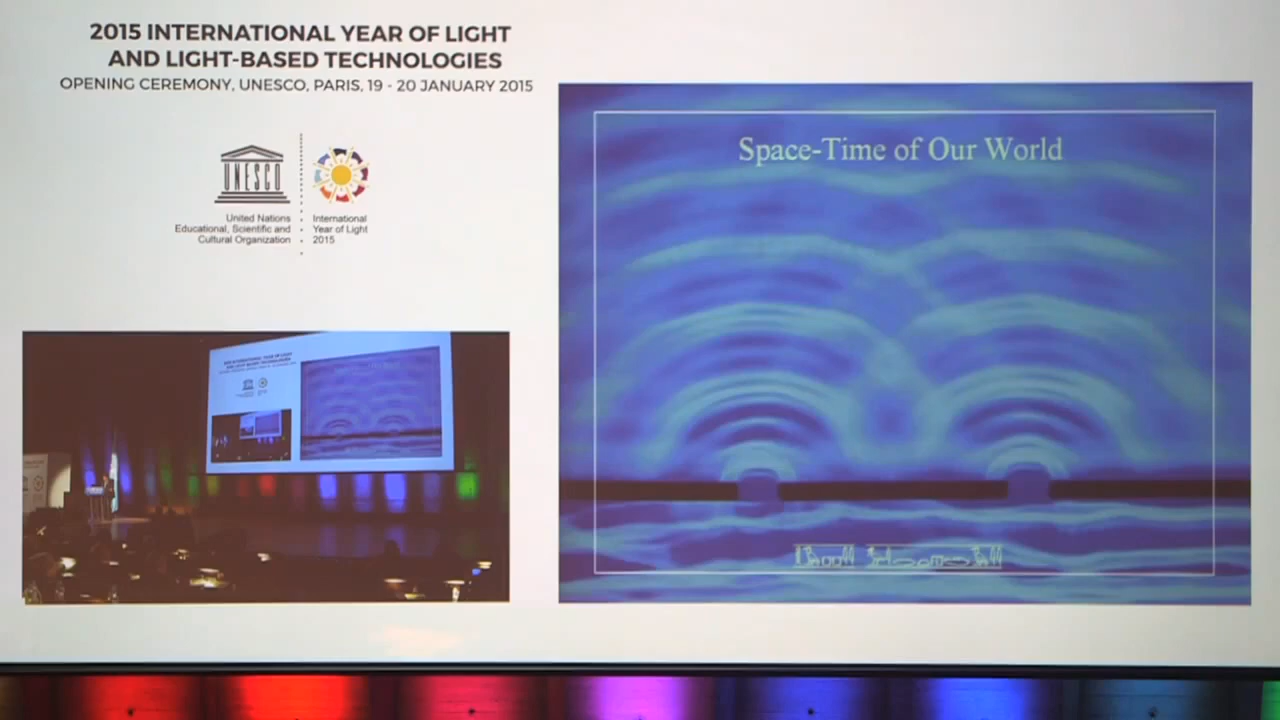 2015 INTERNATIONAL YEAR OF LIGHT
AND LIGHT-BASED TECHNOLOGIES
OPENING CEREMONY, UNESCO, PARIS, 19 - 20 JANUARY 2015
UNESCO
United Nations
Educational, Scientific and
Cultural Organization
International
Year of Light
2015
Space-Time of Our World